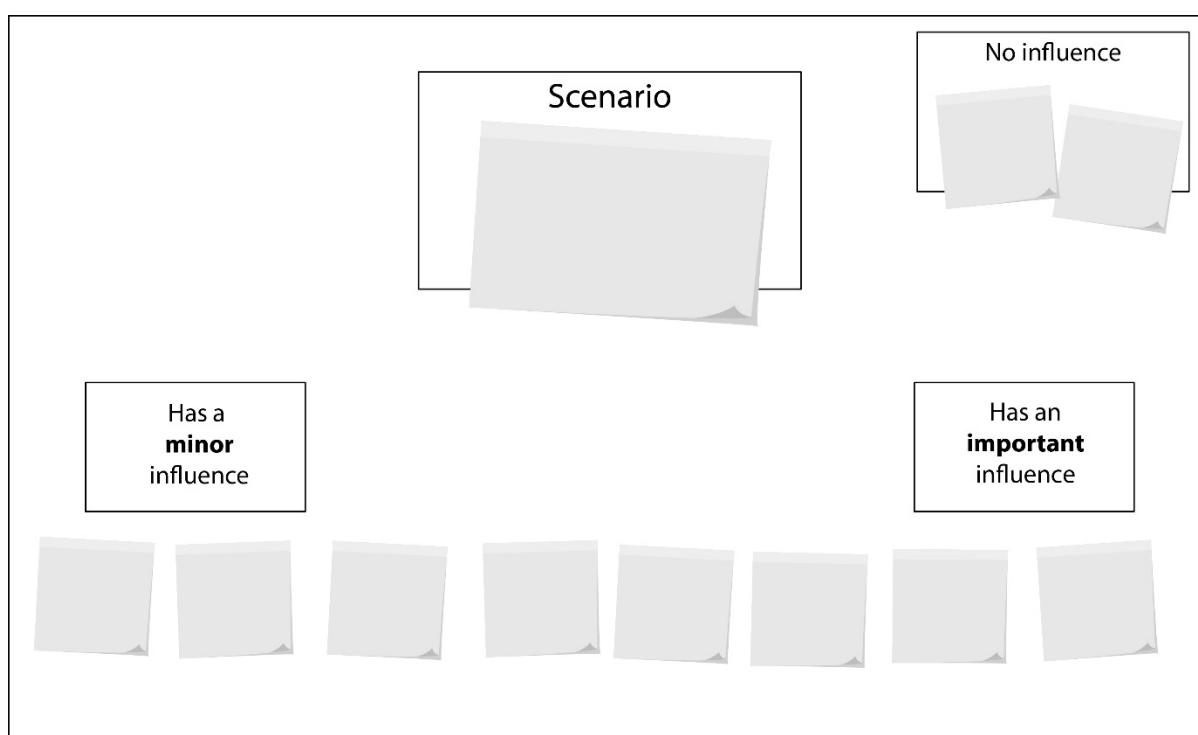 Scenario
No influence
Has a
minor
influence
Has an
important
influence